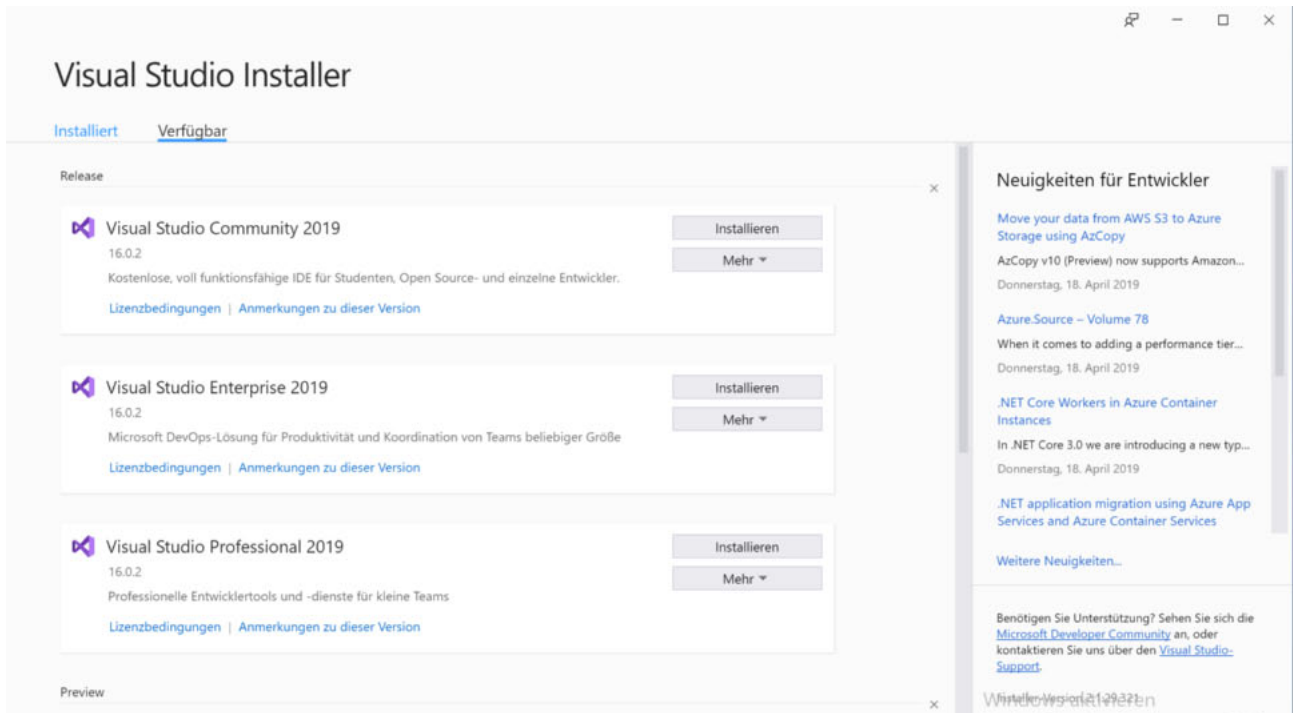 Visual Studio Installer
Installiert
Verfügbar
Release
Visual Studio Community 2019
16.0.2
Kostenlose, voll funktionsfähige IDE für Studenten, Open Source- und einzelne Entwickler.
Lizenzbedingungen | Anmerkungen zu dieser Version
Installieren
Mehr
Visual Studio Enterprise 2019
16.0.2
Microsoft DevOps-Lösung für Produktivität und Koordination von Teams beliebiger Größe
Lizenzbedingungen | Anmerkungen zu dieser Version
Installieren
Mehr
Visual Studio Professional 2019
16.0.2
Professionelle Entwicklertools und -dienste für kleine Teams
Lizenzbedingungen | Anmerkungen zu dieser Version
Installieren
Mehr
Preview
Neuigkeiten für Entwickler
Move your data from AWS S3 to Azure
Storage using AzCopy
AzCopy v10 (Preview) now supports Amazon...
Donnerstag, 18. April 2019
Azure.Source – Volume 78
When it comes to adding a performance tier...
Donnerstag, 18. April 2019
.NET Core Workers in Azure Container
Instances
In .NET Core 3.0 we are introducing a new typ...
Donnerstag, 18. April 2019
.NET application migration using Azure App
Services and Azure Container Services
Weitere Neuigkeiten...
Benötigen Sie Unterstützung? Sehen Sie sich die
Microsoft Developer Community an, oder
kontaktieren Sie uns über den Visual Studio-
Support.
Windows aktivieren